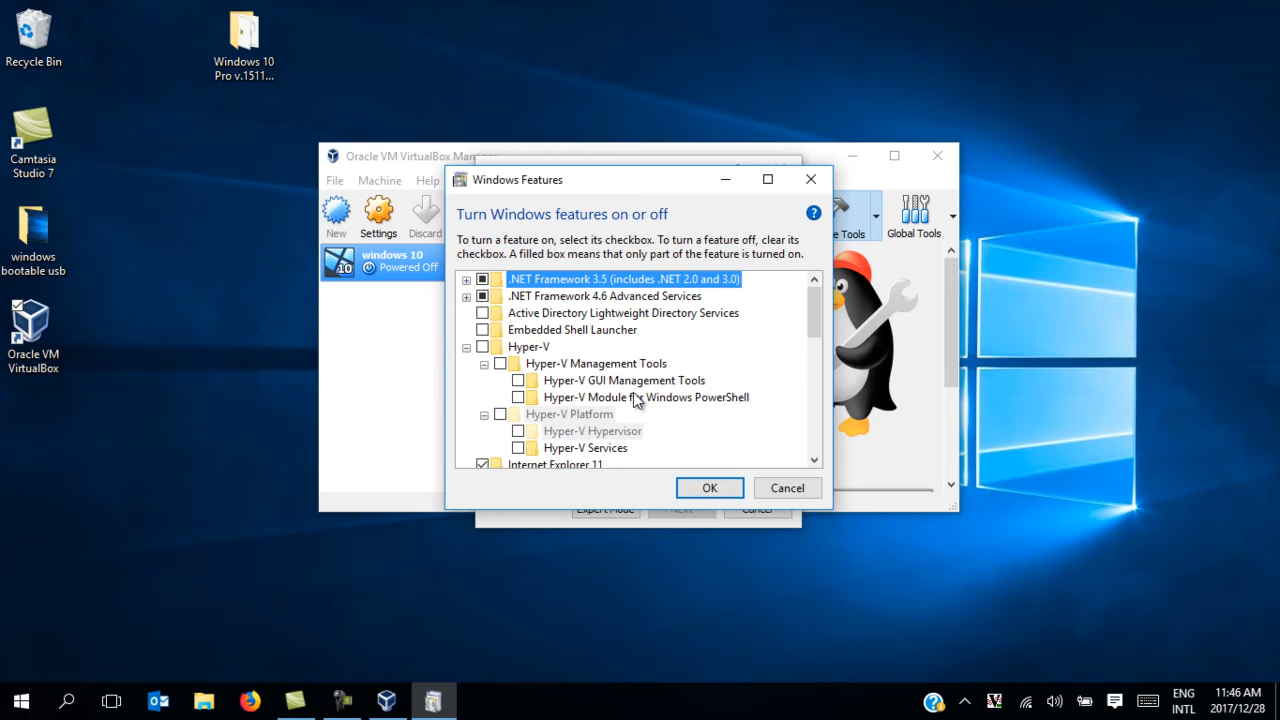 Recycle Bin
Windows 10
Pro v.1511...
Camtasia
Studio 7
windows
bootable usb
Oracle VM
VirtualBox
Oracle VM VirtualBox Manager
File Machine Help
New Settings Discard
Tools
Global Tools
windows 10
Powered Off
10
Windows Features
Turn Windows features on or off
?
To turn a feature on, select its checkbox. To turn a feature off, clear its
checkbox. A filled box means that only part of the feature is turned on.
.NET Framework 3.5 (includes .NET 2.0 and 3.0)
.NET Framework 4.6 Advanced Services
Active Directory Lightweight Directory Services
Embedded Shell Launcher
Hyper-V
Hyper-V Management Tools
Hyper-V GUI Management Tools
Hyper-V Module for Windows PowerShell
Hyper-V Platform
Hyper-V Hypervisor
Hyper-V Services
Internet Explorer 11
OK Cancel
Expert Mode Next Cancel
ENG
INTL
11:46 AM
2017/12/28